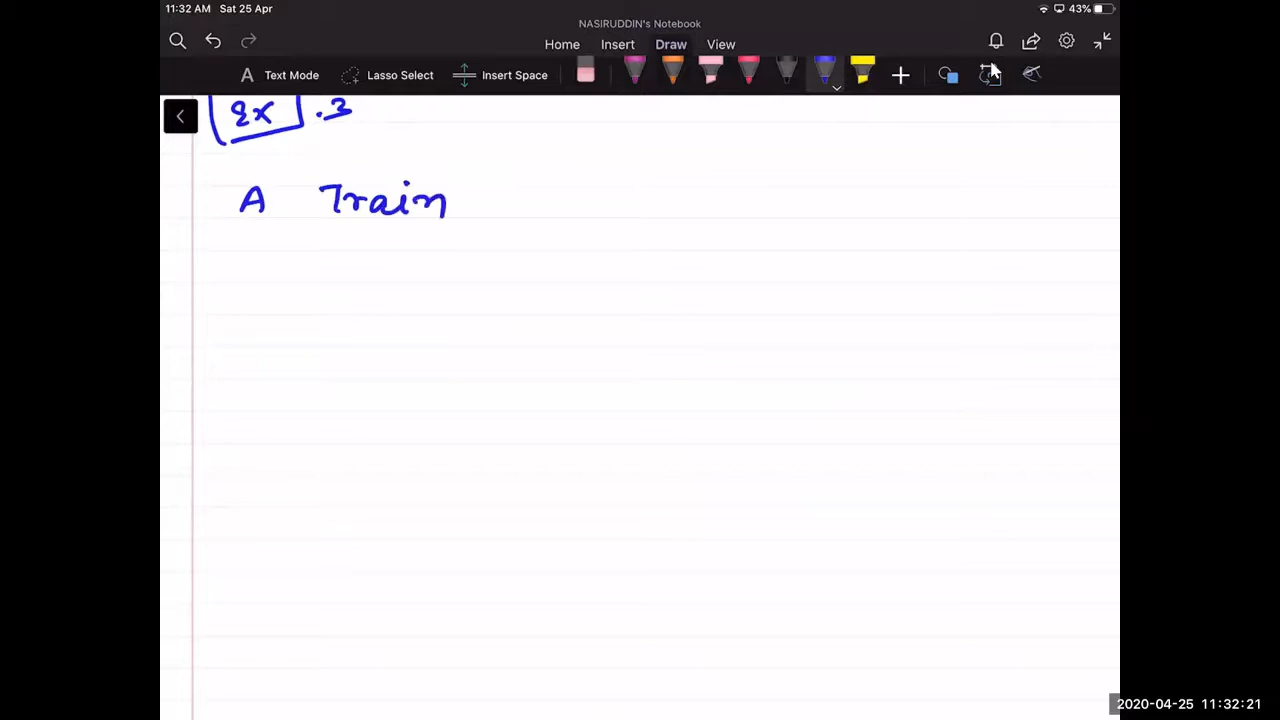 11:32 AM Sat 25 Apr
43%
NASIRUDDIN's Notebook
Home Insert Draw View
A Text Mode Lasso Select Insert Space
Ex .3
A Train
2020-04-25 11:32:21